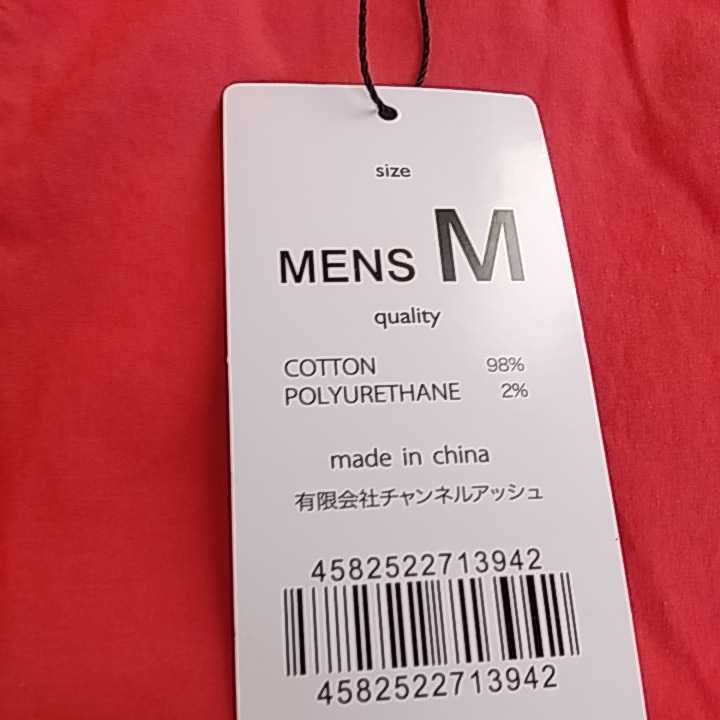 size
MENS M
quality
COTTON 98%
POLYURETHANE 2%
made in china
有限会社チャンネルアッシュ
4582522713942
4582522713942